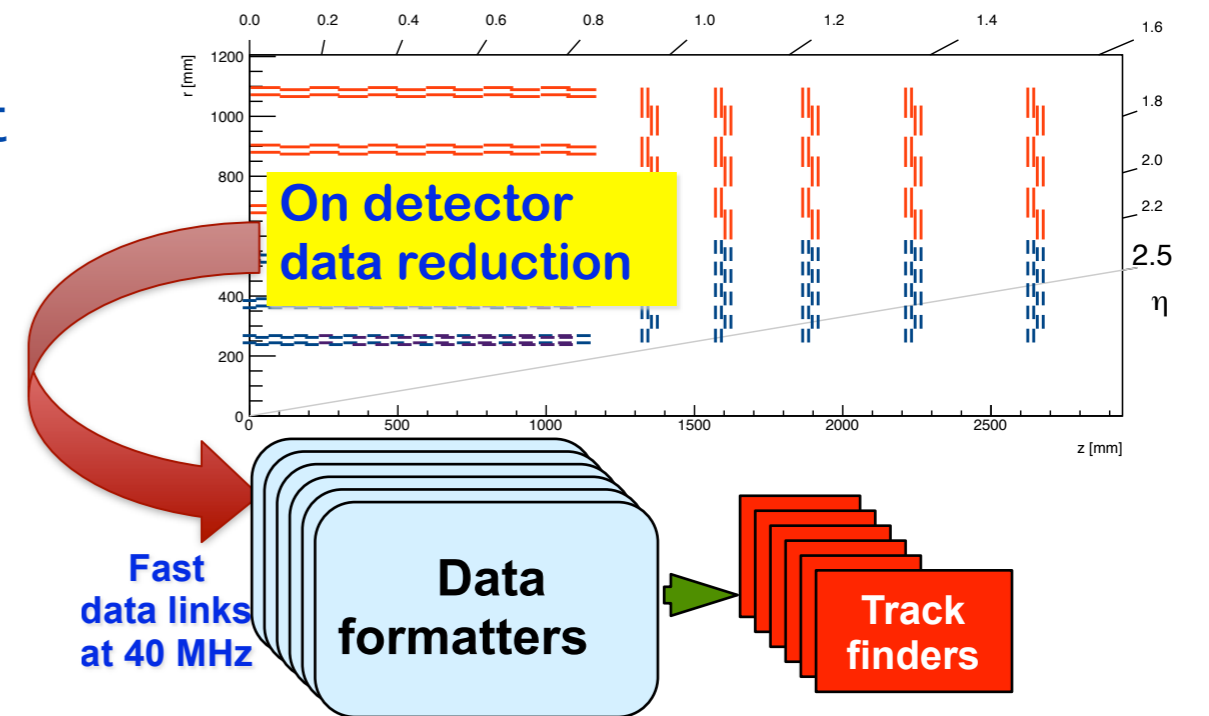 0.0 0.2 0.4 0.6 0.8 1.0 1.2 1.4 1.6
r [mm]
1200
1000
800
400
200
0
1.8
2.0
2.2
2.5
η
On detector
data reduction
0 500 1000 1500 2000 2500
z [mm]
Fast
data links
at 40 MHz
Data
formatters
Track
finders